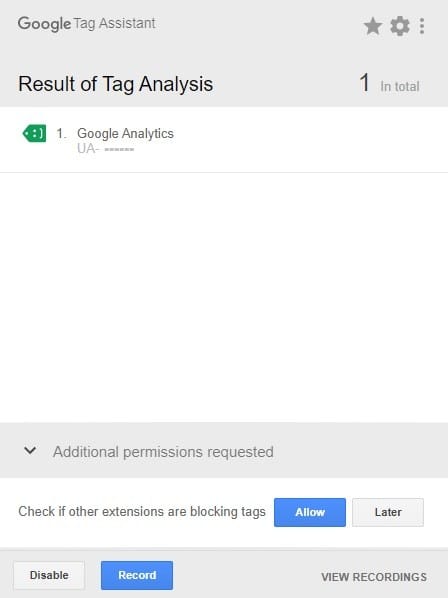 Google Tag Assistant
Result of Tag Analysis
1 In total
1. Google Analytics
UA-
Additional permissions requested
Check if other extensions are blocking tags
Allow
Later
Disable
Record
VIEW RECORDINGS